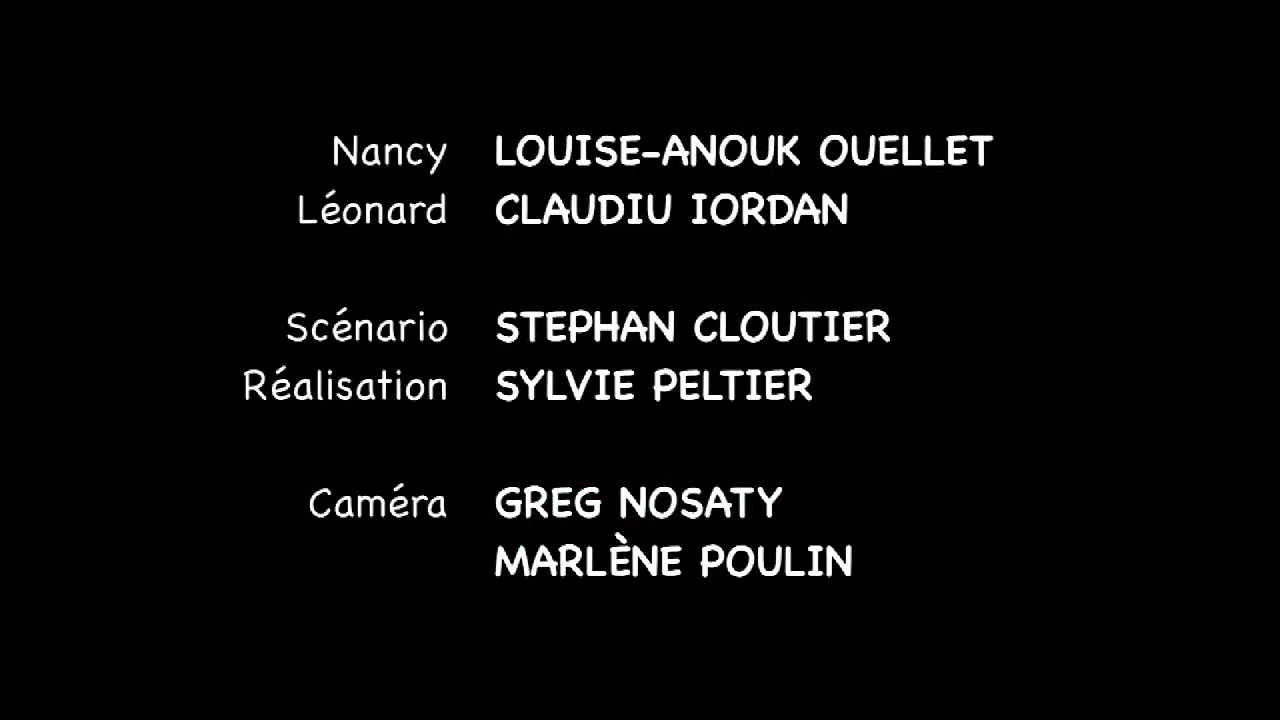 Nancy LOUISE-ANOUK OUELLET
Léonard CLAUDIU IORDAN
Scénario STEPHAN CLOUTIER
Réalisation SYLVIE PELTIER
Caméra GREG NOSATY
MARLÈNE POULIN